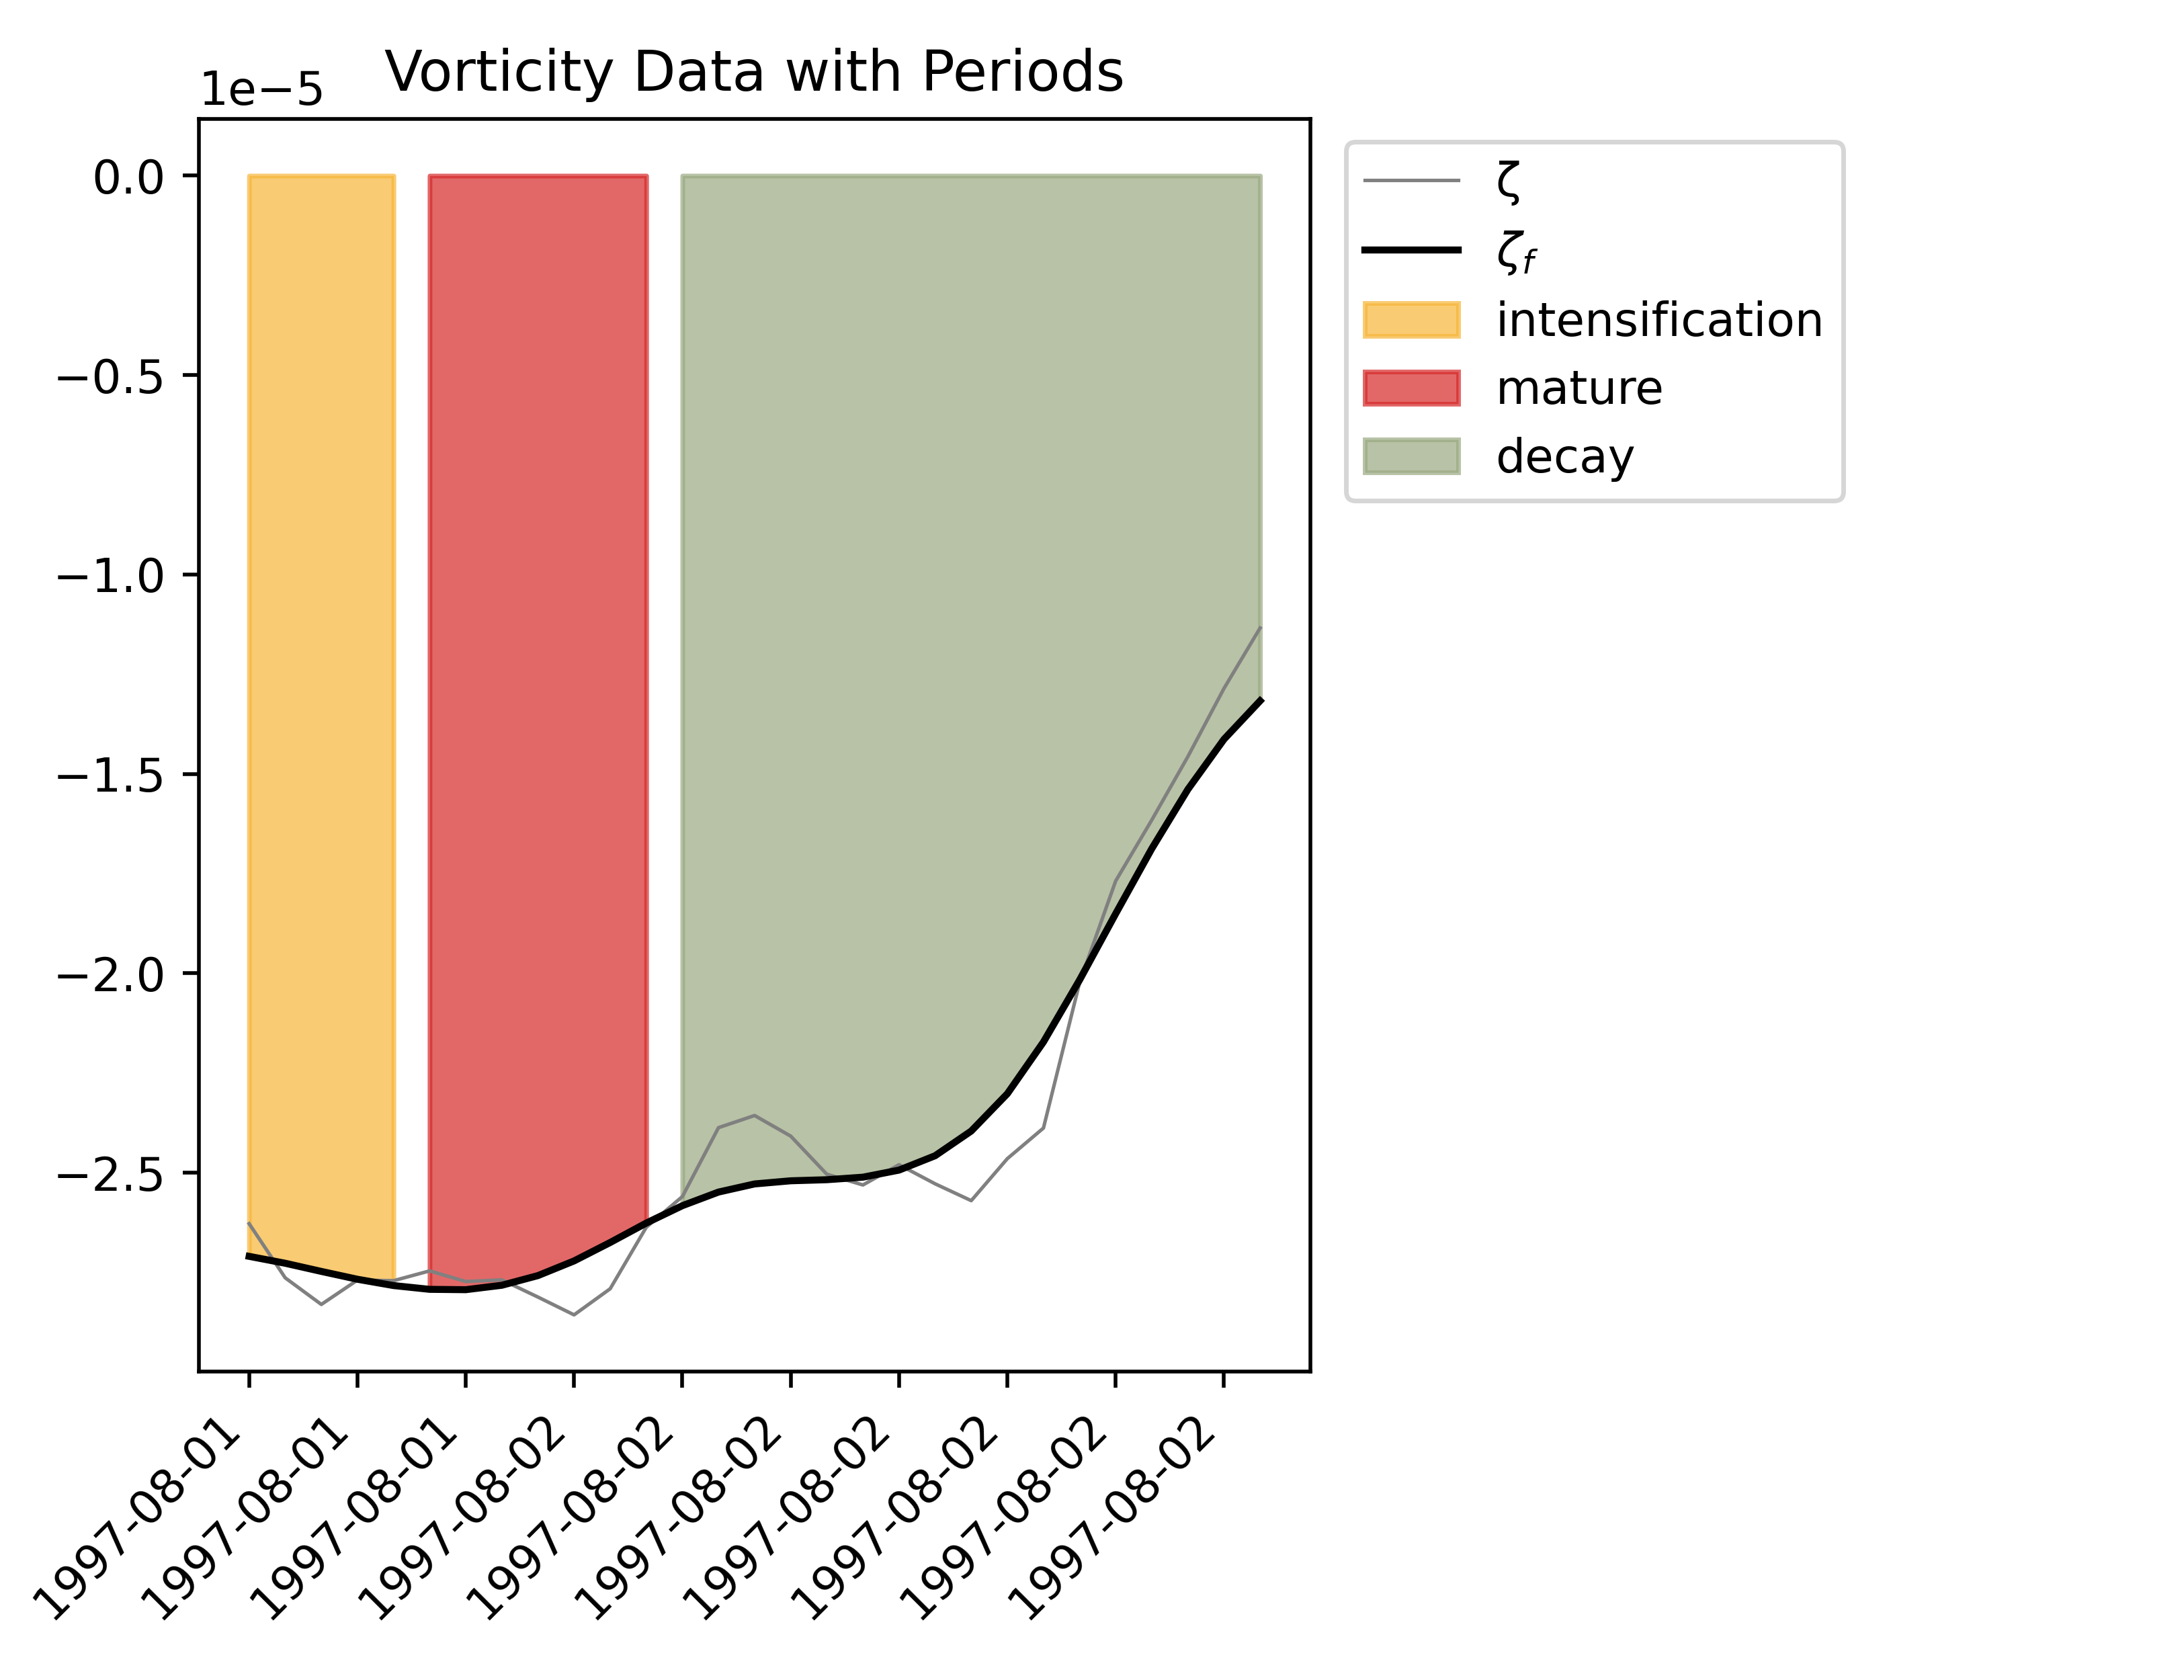 Vorticity Data with Periods
1e−5
0.0
−0.5
−1.0
−1.5
−2.0
−2.5
1997-08-01
1997-08-01
1997-08-01
1997-08-02
1997-08-02
1997-08-02
1997-08-02
1997-08-02
1997-08-02
1997-08-02
ζ
ζf
intensification
mature
decay